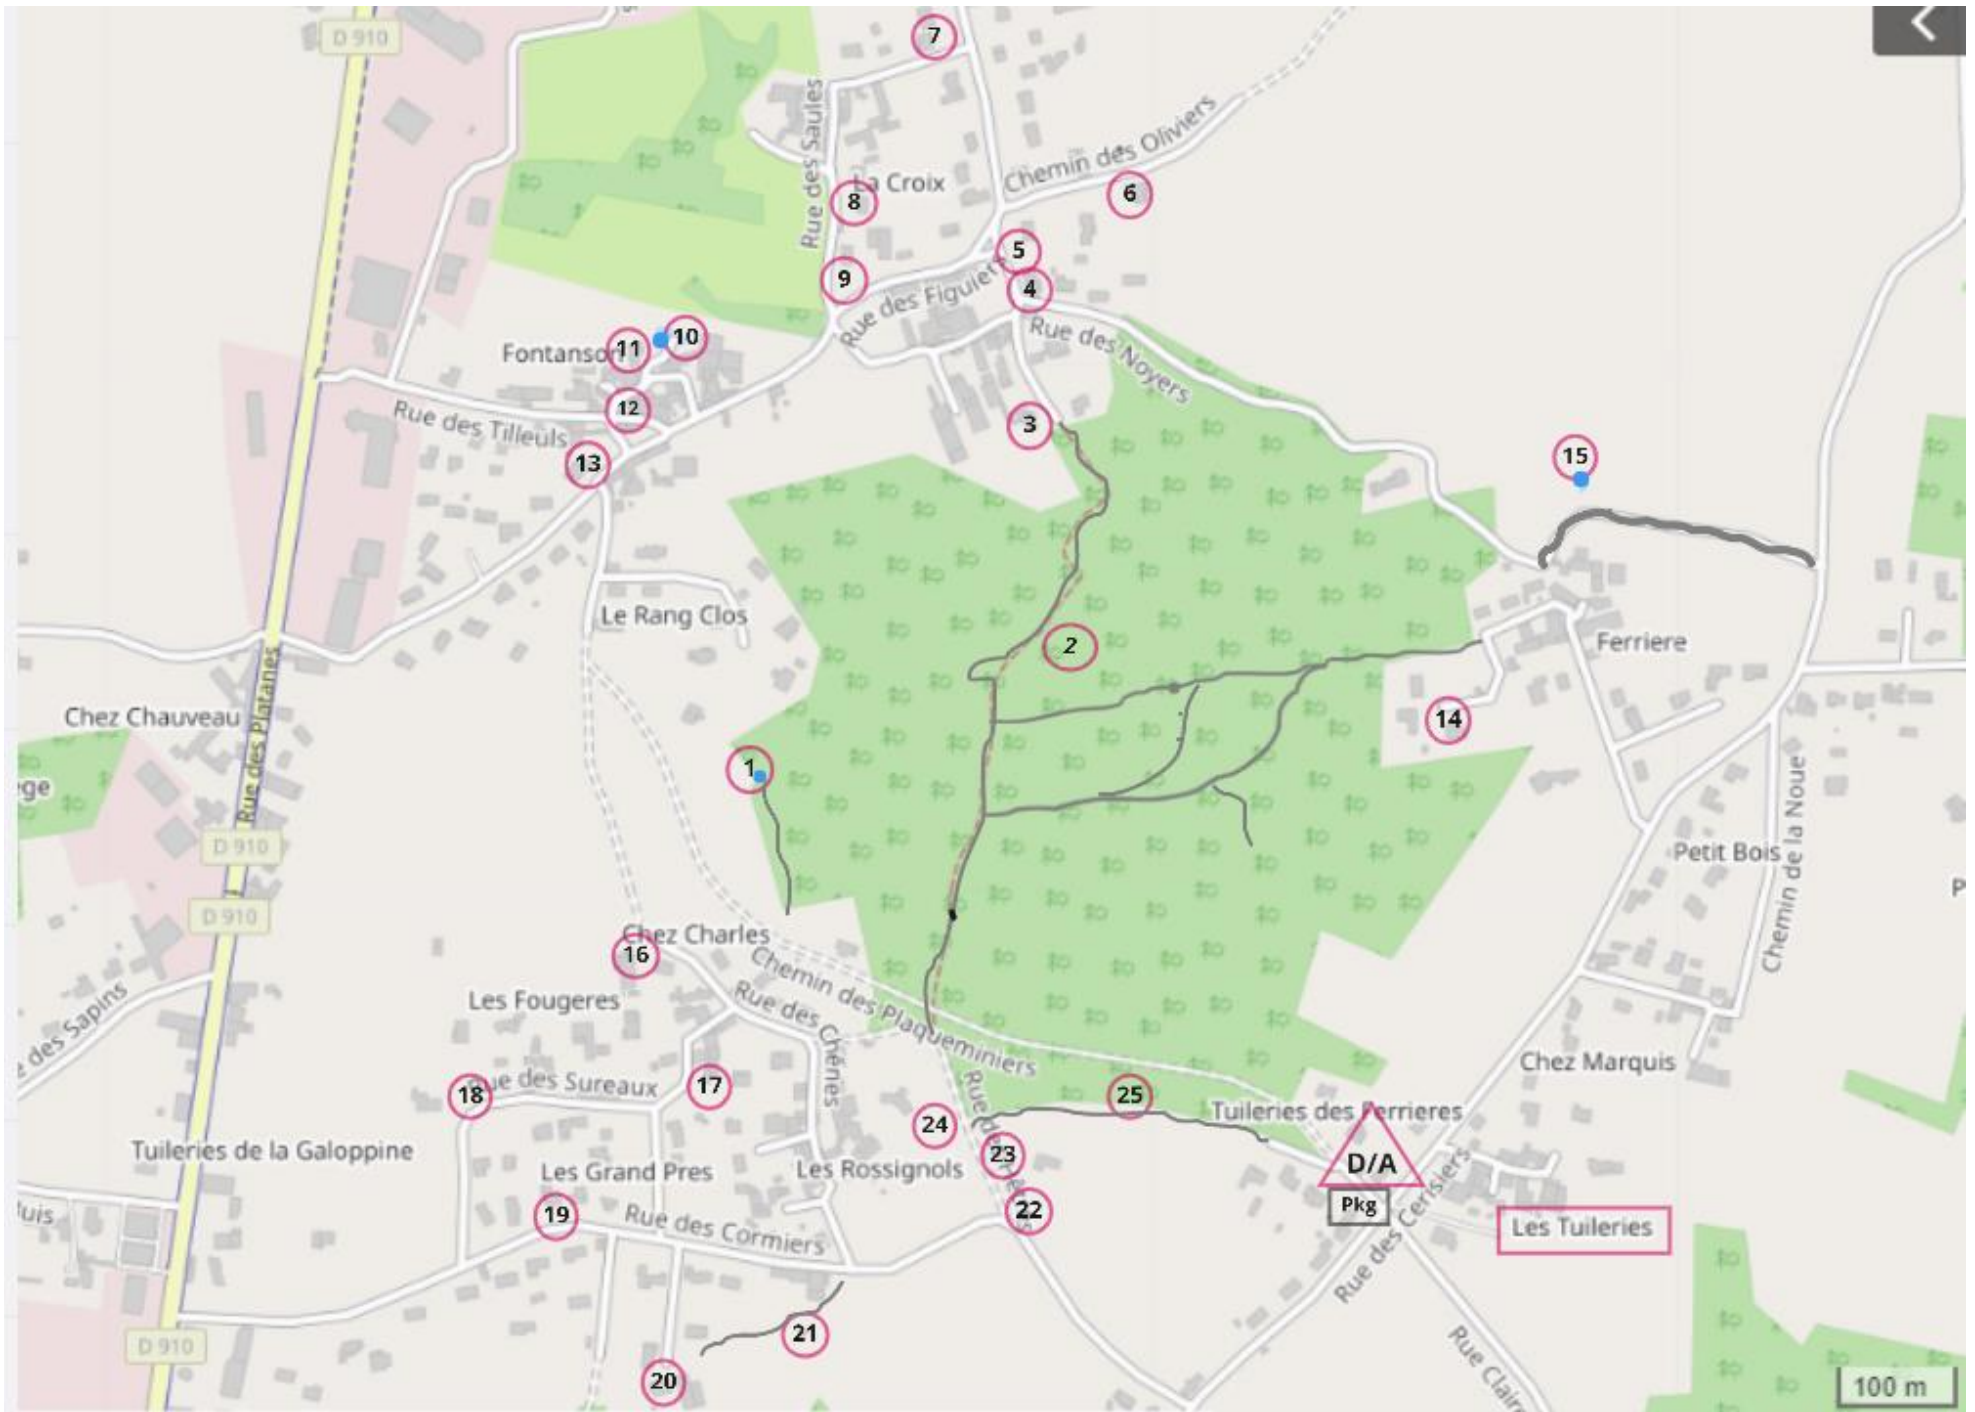 D 910
7
Rue des Saules
Chemin des Oliviers
La Croix
8
6
5
9
4
Rue des Figuiers
Rue des Noyers
Fontanson
11
10
12
Rue des Tilleuls
13
3
15
Le Rang Clos
2
Ferriere
Chez Chauveau
Rue des Platanes
14
1
ege
D 910
Petit Bois
Chemin de la Noue
P
D 910
Chez Charles
16
Chemin des Plaqueminiers
Les Fougeres
Rue des Chênes
e des Sapins
Chez Marquis
Rue des Sureaux
18
17
25
24
Tuileries des Ferrieres
Tuileries de la Galoppine
Les Grand Pres
Les Rossignols
23
D/A
Pkg
19
Rue des Cormiers
22
Buis
Les Tuileries
Rue des Cerisiers
21
D 910
20
Rue Claire
100 m